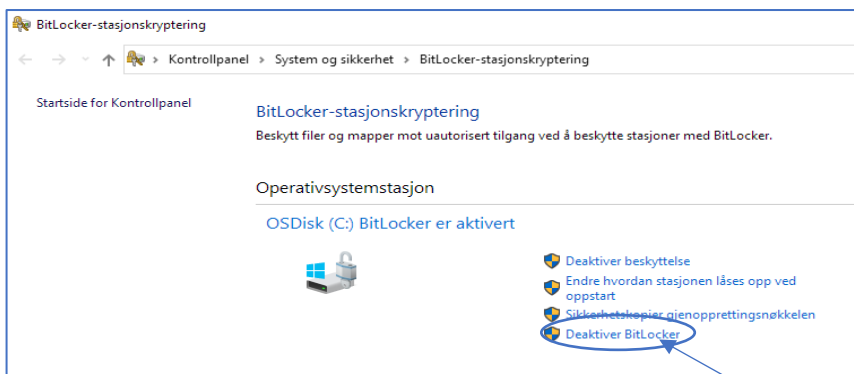 BitLocker-stasjonskryptering
Kontrollpanel > System og sikkerhet > BitLocker-stasjonskryptering
Startside for Kontrollpanel
BitLocker-stasjonskryptering
Beskytt filer og mapper mot uautorisert tilgang ved å beskytte stasjoner med BitLocker.
Operativsystemstasjon
OSDisk (C:) BitLocker er aktivert
Deaktiver beskyttelse
Endre hvordan stasjonen låses opp ved
oppstart
Sikkerhetskopier gjenopprettingsnøkkelen
Deaktiver BitLocker